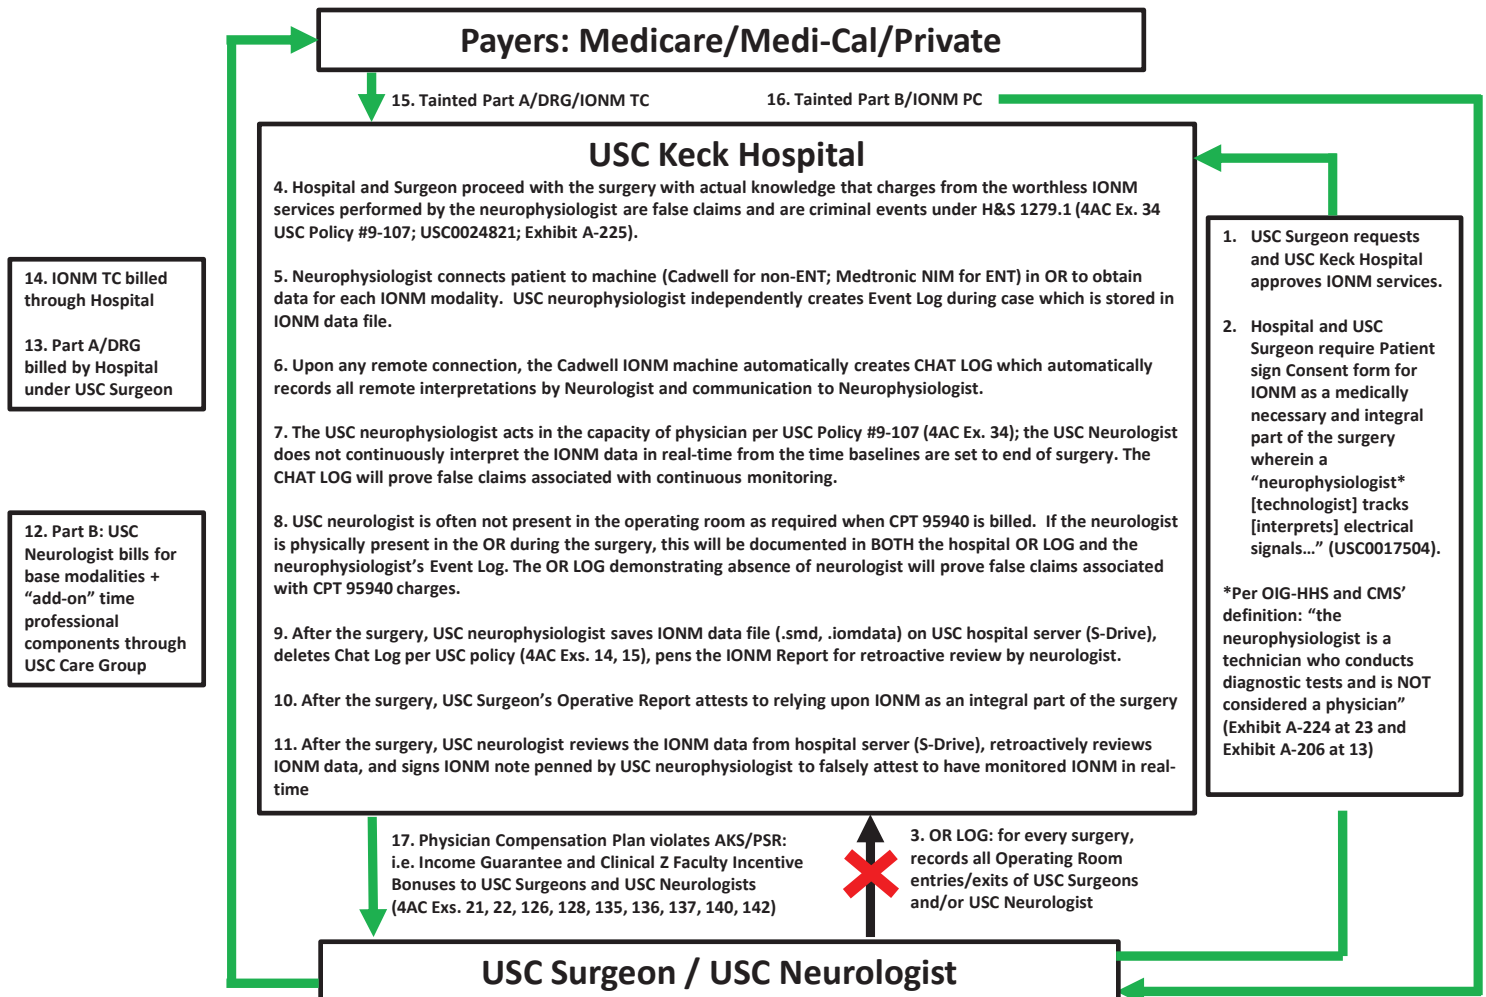 Payers: Medicare/Medi-Cal/Private
15. Tainted Part A/DRG/IONM TC
16. Tainted Part B/IONM PC
USC Keck Hospital
4. Hospital and Surgeon proceed with the surgery with actual knowledge that charges from the worthless IONM
services performed by the neurophysiologist are false claims and are criminal events under H&S 1279.1 (4AC Ex. 34
USC Policy #9-107; USC0024821; Exhibit A-225).
5. Neurophysiologist connects patient to machine (Cadwell for non-ENT; Medtronic NIM for ENT) in OR to obtain
data for each IONM modality.  USC neurophysiologist independently creates Event Log during case which is stored in
IONM data file.
6. Upon any remote connection, the Cadwell IONM machine automatically creates CHAT LOG which automatically
records all remote interpretations by Neurologist and communication to Neurophysiologist.
7. The USC neurophysiologist acts in the capacity of physician per USC Policy #9-107 (4AC Ex. 34); the USC Neurologist
does not continuously interpret the IONM data in real-time from the time baselines are set to end of surgery. The
CHAT LOG will prove false claims associated with continuous monitoring.
8. USC neurologist is often not present in the operating room as required when CPT 95940 is billed.  If the neurologist
is physically present in the OR during the surgery, this will be documented in BOTH the hospital OR LOG and the
neurophysiologist's Event Log. The OR LOG demonstrating absence of neurologist will prove false claims associated
with CPT 95940 charges.
9. After the surgery, USC neurophysiologist saves IONM data file (.smd, .iomdata) on USC hospital server (S-Drive),
deletes Chat Log per USC policy (4AC Exs. 14, 15), pens the IONM Report for retroactive review by neurologist.
10. After the surgery, USC Surgeon's Operative Report attests to relying upon IONM as an integral part of the surgery
11. After the surgery, USC neurologist reviews the IONM data from hospital server (S-Drive), retroactively reviews
IONM data, and signs IONM note penned by USC neurophysiologist to falsely attest to have monitored IONM in real-
time
14. IONM TC billed
through Hospital
13. Part A/DRG
billed by Hospital
under USC Surgeon
12. Part B: USC
Neurologist bills for
base modalities +
"add-on" time
professional
components through
USC Care Group
1. USC Surgeon requests
and USC Keck Hospital
approves IONM services.
2. Hospital and USC
Surgeon require Patient
sign Consent form for
IONM as a medically
necessary and integral
part of the surgery
wherein a
"neurophysiologist*
[technologist] tracks
[interprets] electrical
signals…" (USC0017504).
*Per OIG-HHS and CMS'
definition: "the
neurophysiologist is a
technician who conducts
diagnostic tests and is NOT
considered a physician"
(Exhibit A-224 at 23 and
Exhibit A-206 at 13)
17. Physician Compensation Plan violates AKS/PSR:
i.e. Income Guarantee and Clinical Z Faculty Incentive
Bonuses to USC Surgeons and USC Neurologists
(4AC Exs. 21, 22, 126, 128, 135, 136, 137, 140, 142)
3. OR LOG: for every surgery,
records all Operating Room
entries/exits of USC Surgeons
and/or USC Neurologist
USC Surgeon / USC Neurologist